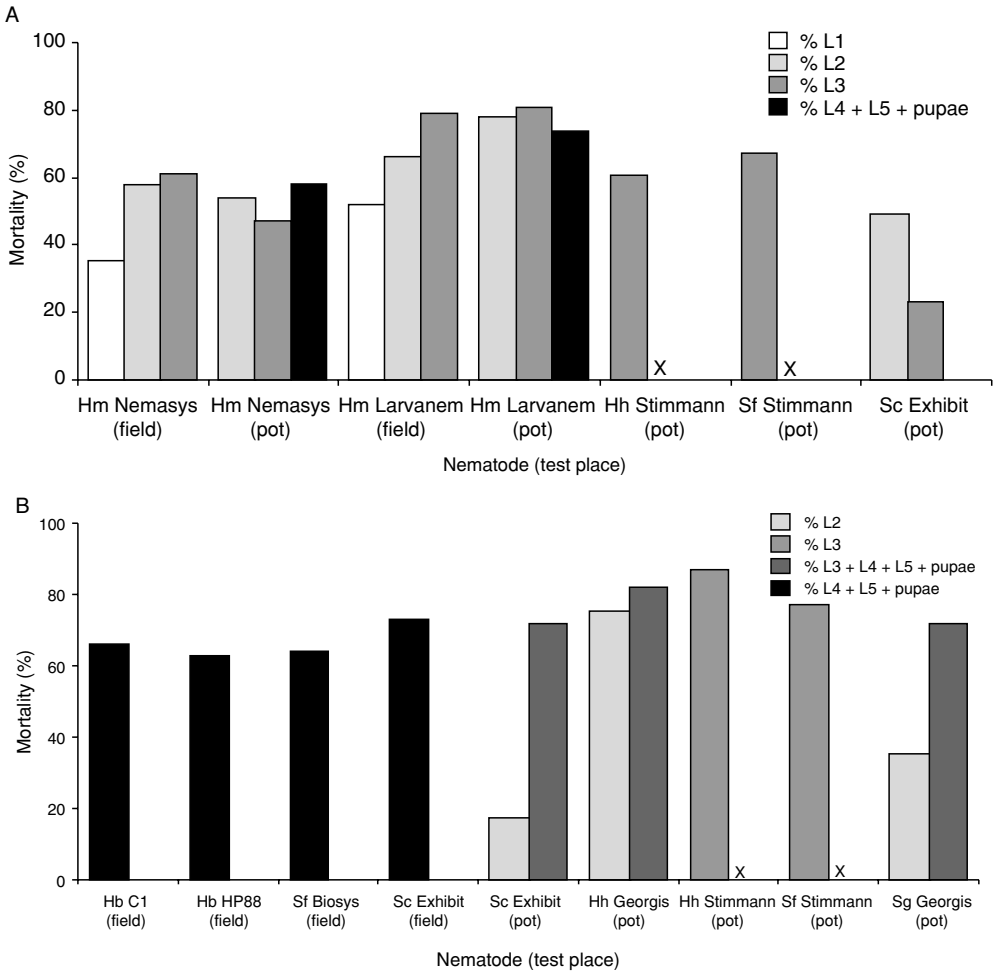 A
100
80
60
40
20
0
Mortality (%)
% L1
% L2
% L3
% L4 + L5 + pupae
X
X
Hm Nemasys
(field)
Hm Nemasys
(pot)
Hm Larvanem
(field)
Hm Larvanem
(pot)
Hh Stimmann
(pot)
Sf Stimmann
(pot)
Sc Exhibit
(pot)
Nematode (test place)
B
100
80
60
40
20
0
Mortality (%)
% L2
% L3
% L3 + L4 + L5 + pupae
% L4 + L5 + pupae
X
X
Hb C1
(field)
Hb HP88
(field)
Sf Biosys
(field)
Sc Exhibit
(field)
Sc Exhibit
(pot)
Hh Georgis
(pot)
Hh Stimmann
(pot)
Sf Stimmann
(pot)
Sg Georgis
(pot)
Nematode (test place)